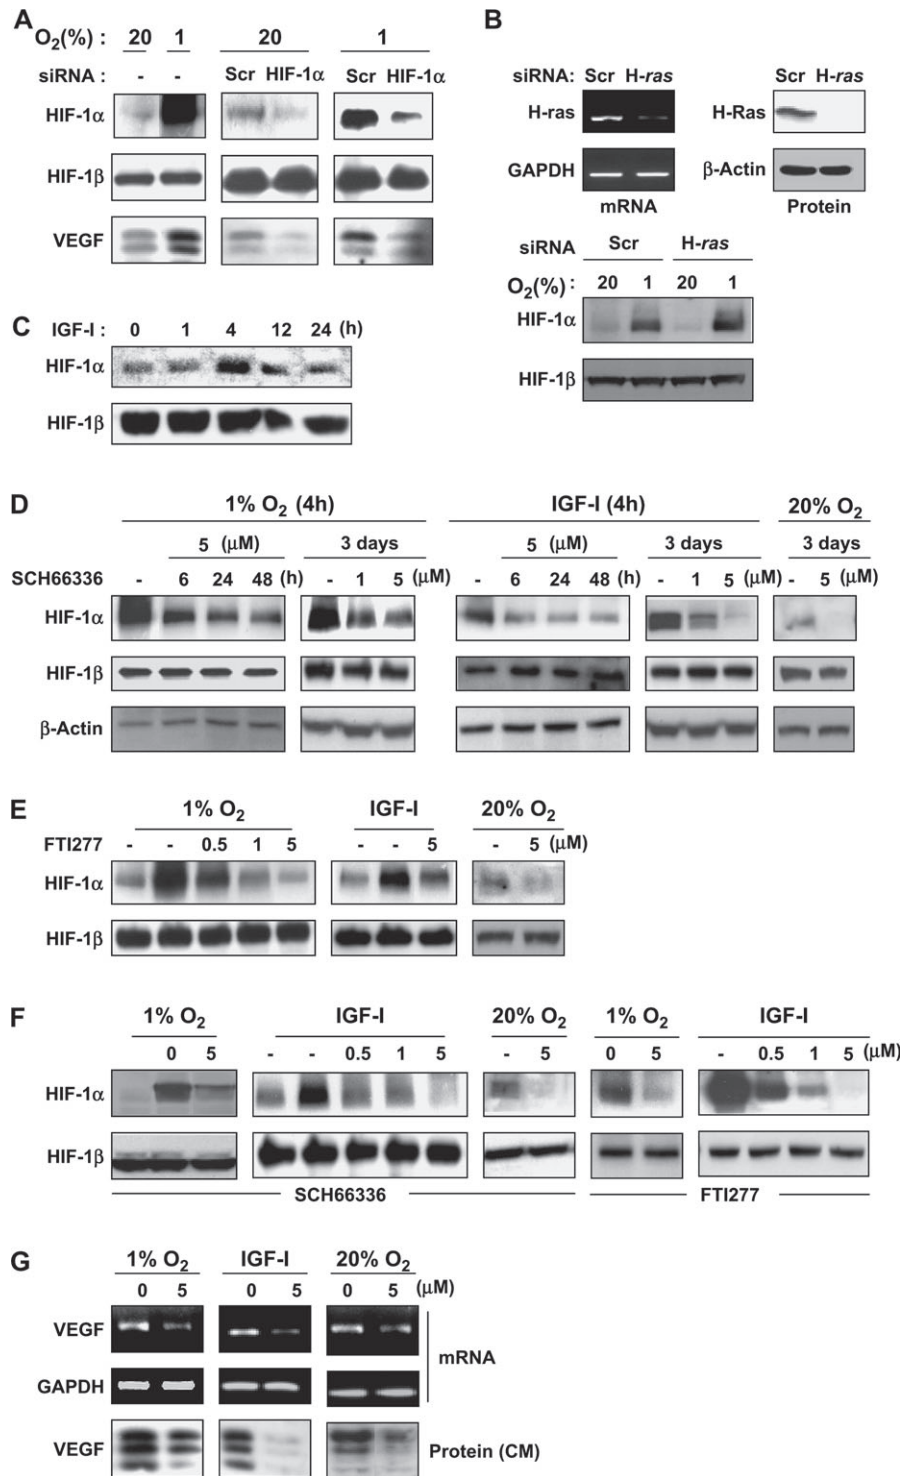 A
O2(%) : 20 1 20 1
siRNA : - - Scr HIF-1α Scr HIF-1α
HIF-1α
HIF-1β
VEGF
B
siRNA: Scr H-ras Scr H-ras
H-ras H-Ras
GAPDH β-Actin
mRNA Protein
siRNA Scr H-ras
O2(%) : 20 1 20 1
HIF-1α
HIF-1β
C
IGF-I : 0 1 4 12 24 (h)
HIF-1α
HIF-1β
D
1% O2 (4h) IGF-I (4h) 20% O2
5 (μM) 3 days 5 (μM) 3 days 3 days
SCH66336 - 6 24 48 (h) - 1 5 (μM) - 6 24 48 (h) - 1 5 (μM) - 5 (μM)
HIF-1α
HIF-1β
β-Actin
E
1% O2 IGF-I 20% O2
FTI277 - - 0.5 1 5 - - 5 - 5 (μM)
HIF-1α
HIF-1β
F
1% O2 IGF-I 20% O2 1% O2 IGF-I
0 5 - - 0.5 1 5 - 5 0 5 - 0.5 1 5 (μM)
HIF-1α
HIF-1β
SCH66336 FTI277
G
1% O2 IGF-I 20% O2
0 5 0 5 0 5 (μM)
VEGF
mRNA
GAPDH
VEGF Protein (CM)